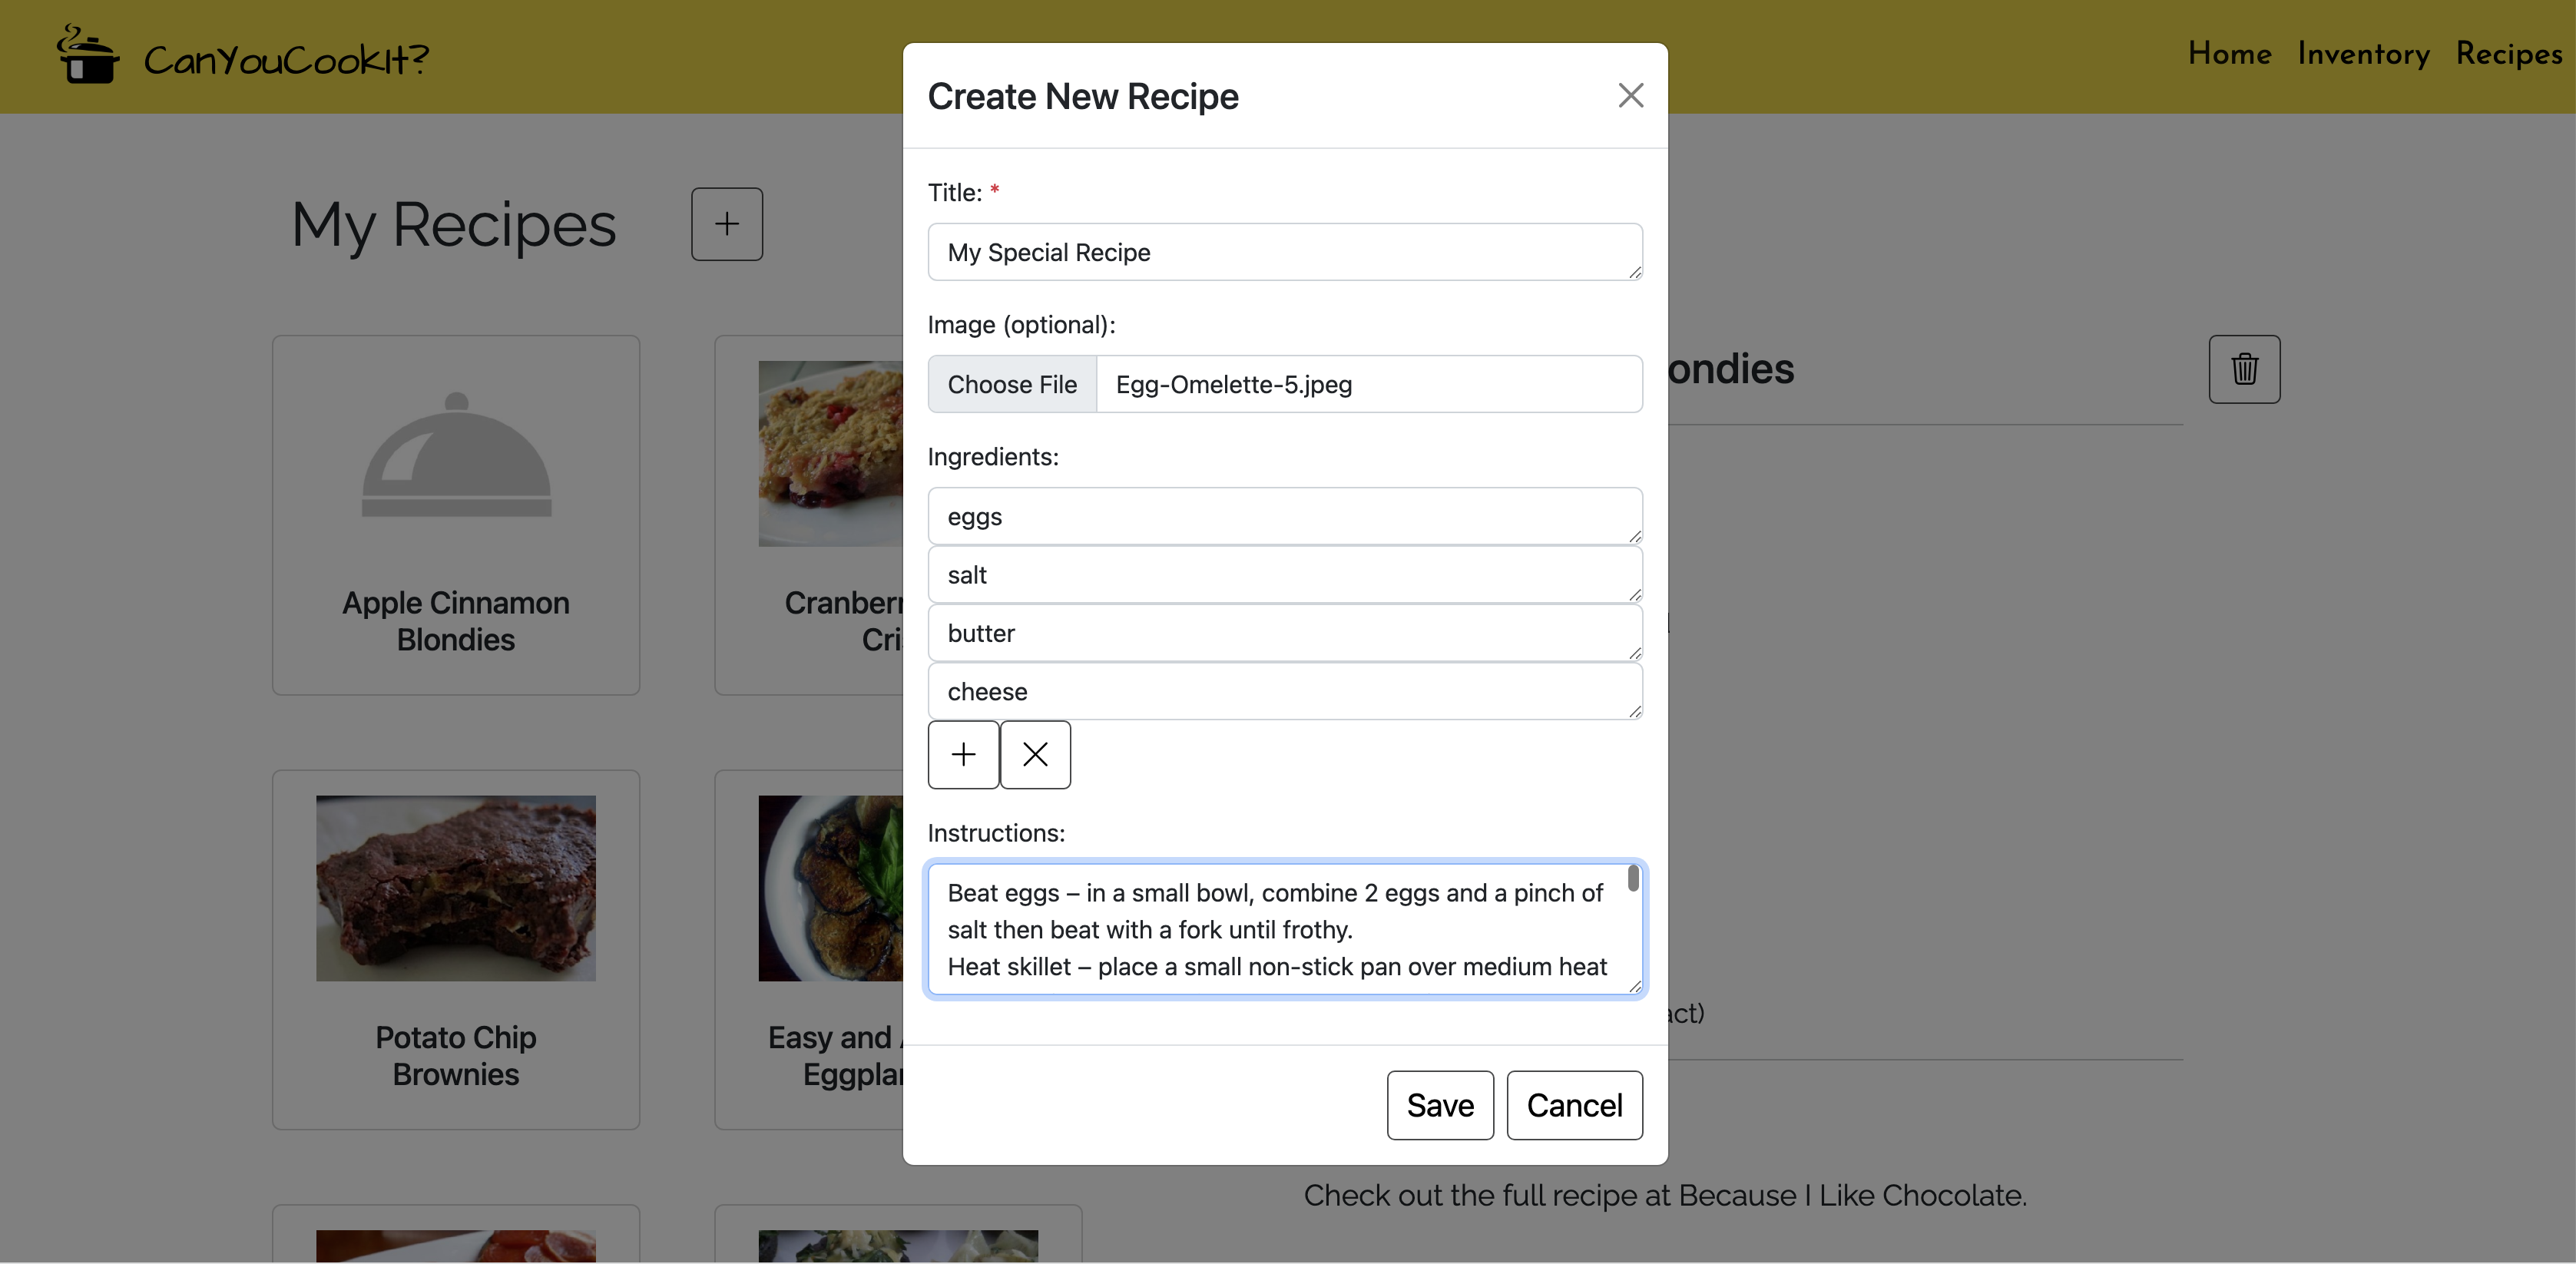 CanYouCookIt?
Home Inventory Recipes
My Recipes
Apple Cinnamon
Blondies
Potato Chip
Brownies
Easy and
Create New Recipe
Title: *
My Special Recipe
Image (optional):
Choose File Egg-Omelette-5.jpeg
Ingredients:
eggs
salt
butter
cheese
Instructions:
Beat eggs – in a small bowl, combine 2 eggs and a pinch of
salt then beat with a fork until frothy.
Heat skillet – place a small non-stick pan over medium heat
Save Cancel
ondies
act)
Check out the full recipe at Because I Like Chocolate.